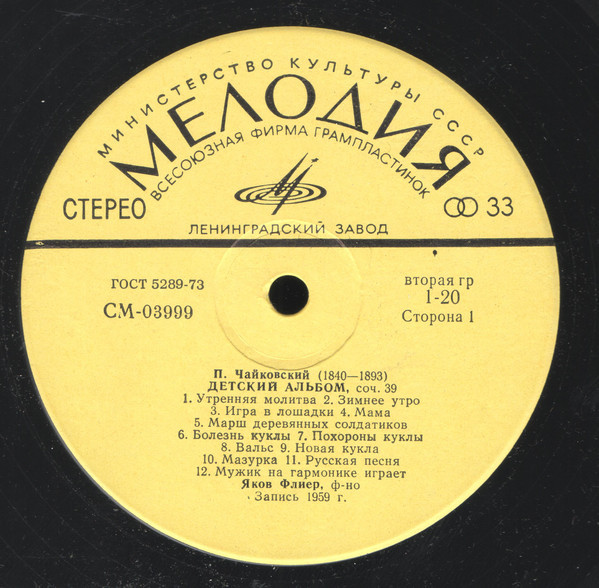 МИНИСТЕРСТВО КУЛЬТУРЫ СССР
МЕЛОДИЯ
ВСЕСОЮЗНАЯ ФИРМА ГРАМПЛАСТИНОК
СТЕРЕО
33
ЛЕНИНГРАДСКИЙ ЗАВОД
ГОСТ 5289-73
СМ-03999
вторая гр
1-20
Сторона 1
П. Чайковский (1840—1893)
ДЕТСКИЙ АЛЬБОМ, соч. 39
1. Утренняя молитва 2. Зимнее утро
3. Игра в лошадки 4. Мама
5. Марш деревянных солдатиков
6. Болезнь куклы 7. Похороны куклы
8. Вальс 9. Новая кукла
10. Мазурка 11. Русская песня
12. Мужик на гармонике играет
Яков Флиер, ф-но
Запись 1959 г.